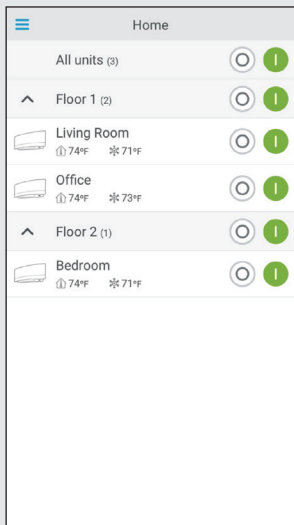 Home
All units (3)
Floor 1 (2)
Living Room
74°F 71°F
Office
74°F 73°F
Floor 2 (1)
Bedroom
74°F 71°F